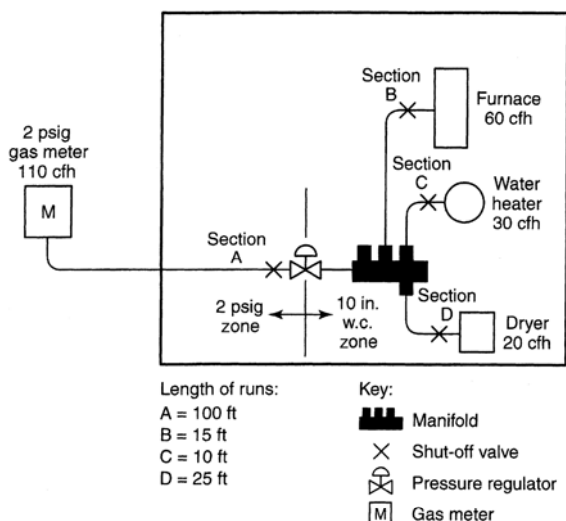 2 psig
gas meter
110 cfh
M
Section
A
2 psig
zone
10 in.
w.c.
zone
Section
B
Furnace
60 cfh
Section
C
Water
heater
30 cfh
Section
D
Dryer
20 cfh
Length of runs:
A = 100 ft
B = 15 ft
C = 10 ft
D = 25 ft
Key:
Manifold
Shut-off valve
Pressure regulator
M
Gas meter